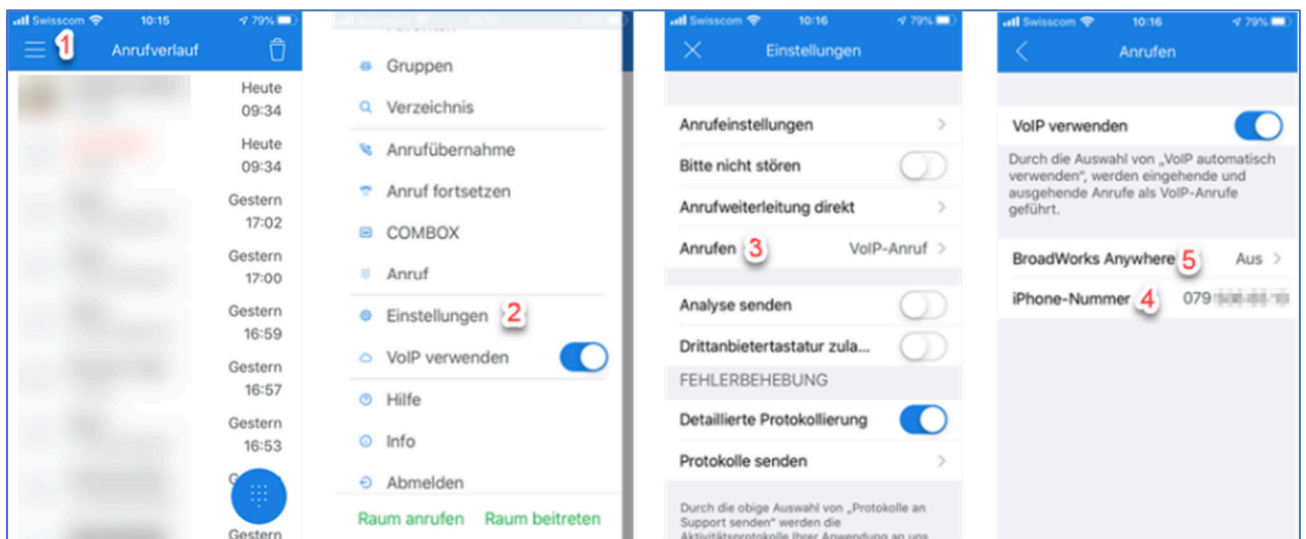 Swisscom 10:15 79%
1 Anrufverlauf
Heute
09:34
Heute
09:34
Gestern
17:02
Gestern
17:00
Gestern
16:59
Gestern
16:57
Gestern
16:53
Gestern
Gruppen
Verzeichnis
Anrufübernahme
Anruf fortsetzen
COMBOX
Anruf
Einstellungen 2
VoIP verwenden
Hilfe
Info
Abmelden
Raum anrufen Raum beitreten
Swisscom 10:16 79%
Einstellungen
Anrufeinstellungen
Bitte nicht stören
Anrufweiterleitung direkt
Anrufen 3 VoIP-Anruf
Analyse senden
Drittanbietertastatur zula...
FEHLERBEHEBUNG
Detaillierte Protokollierung
Protokolle senden
Durch die obige Auswahl von „Protokolle an
Support senden“ werden die
Aktivitätsprotokolle Ihrer Anwendung an uns
Swisscom 10:16 79%
Anrufen
VoIP verwenden
Durch die Auswahl von „VoIP automatisch
verwenden“, werden eingehende und
ausgehende Anrufe als VoIP-Anrufe
geführt.
BroadWorks Anywhere 5 Aus
iPhone-Nummer 4 079